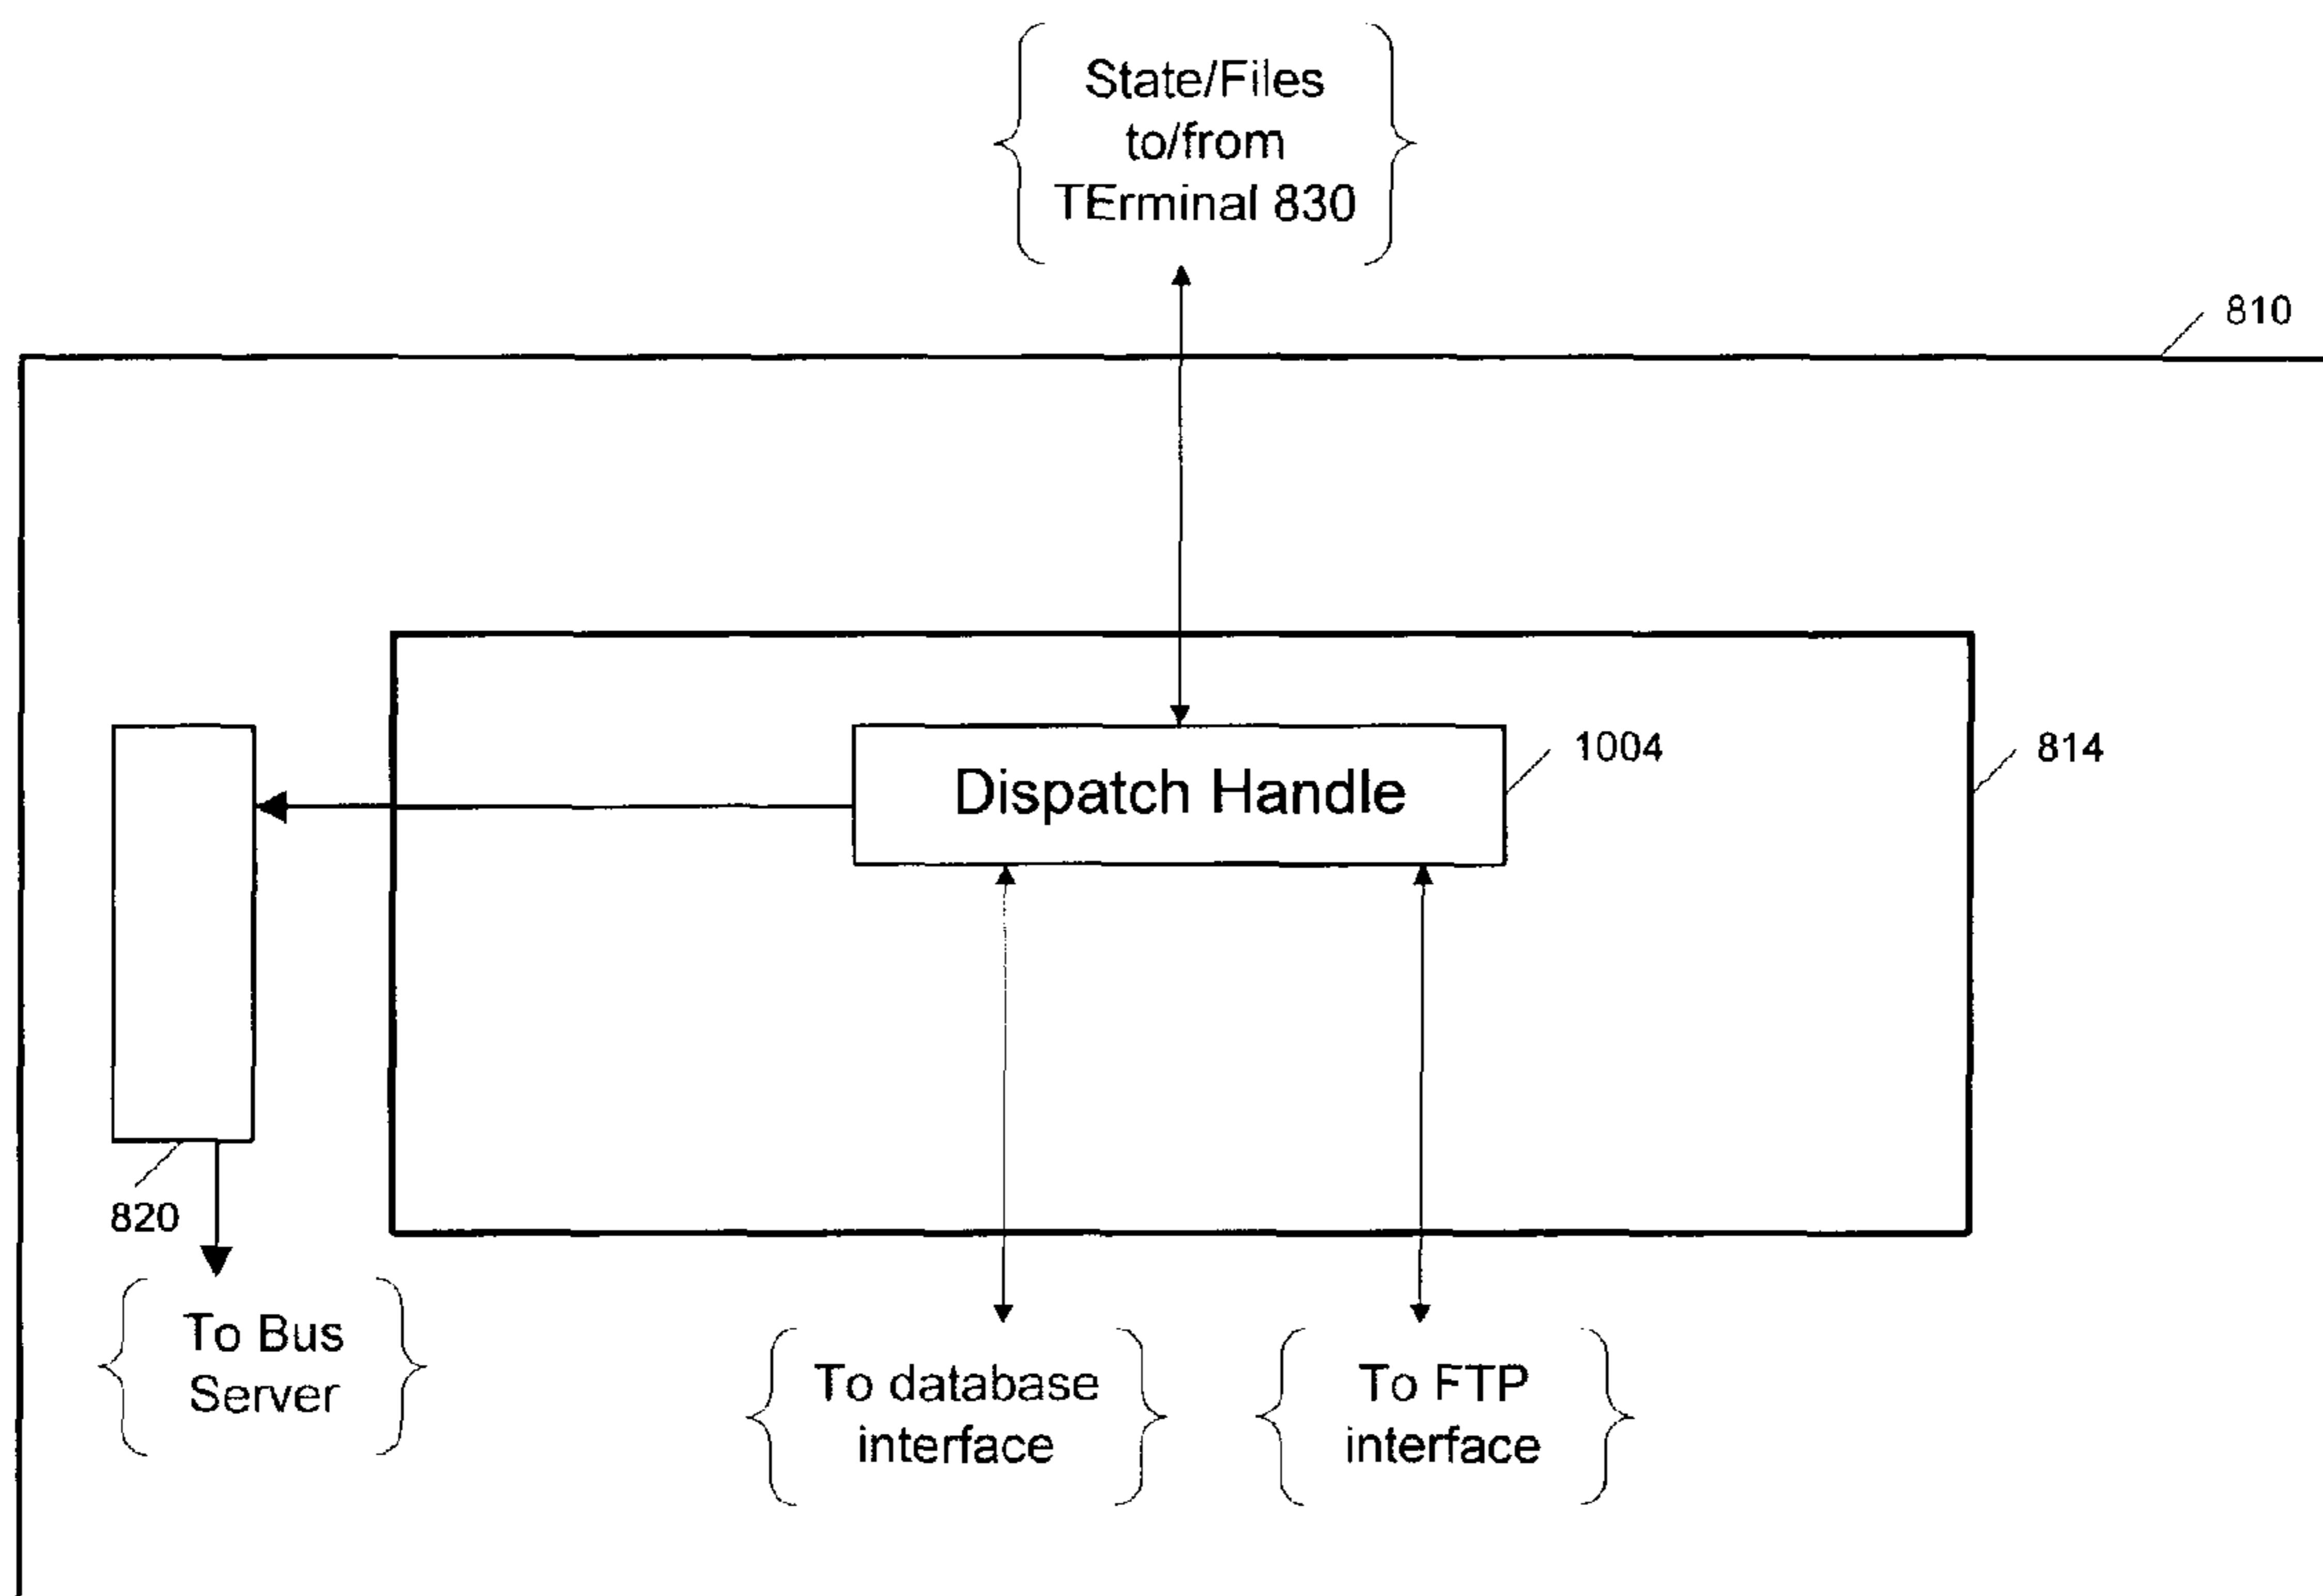 State/Files
to/from
TErminal 830
810
Dispatch Handle
1004
814
820
To Bus
Server
To database
interface
To FTP
interface